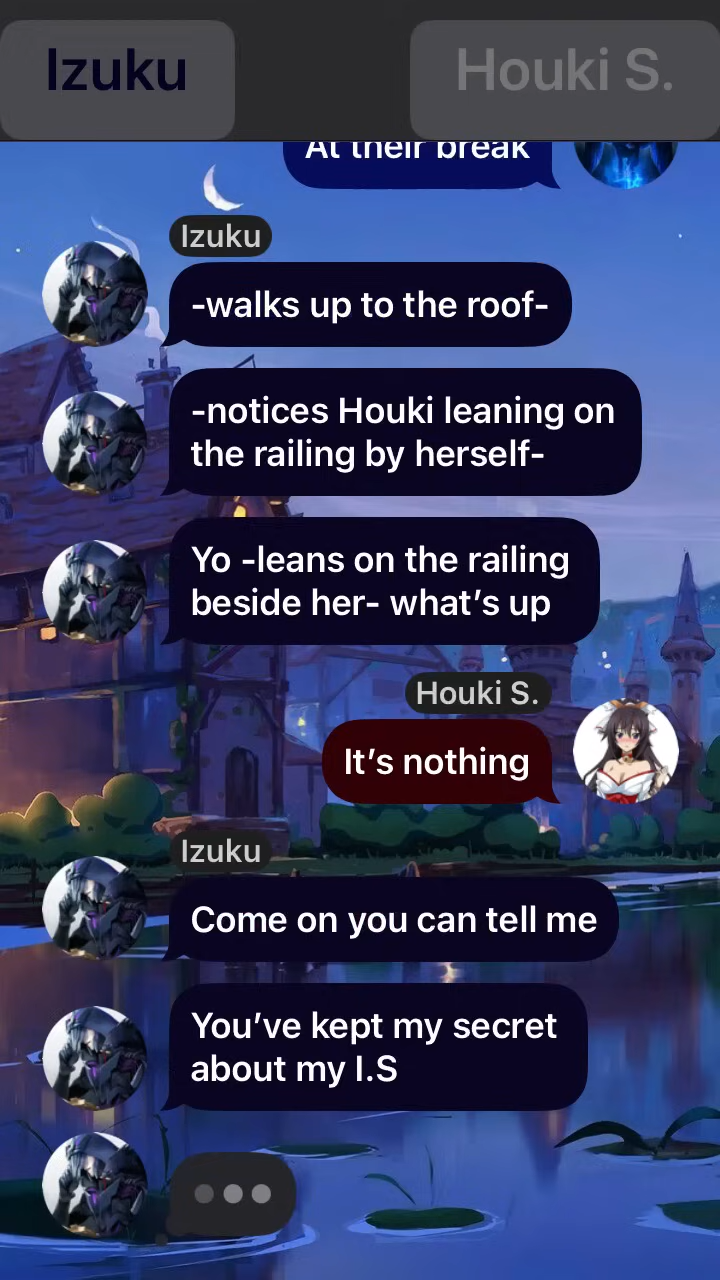 Izuku
Houki S.
At their break
Izuku
-walks up to the roof-
-notices Houki leaning on
the railing by herself-
Yo -leans on the railing
beside her- what’s up
Houki S.
It’s nothing
Izuku
Come on you can tell me
You’ve kept my secret
about my I.S